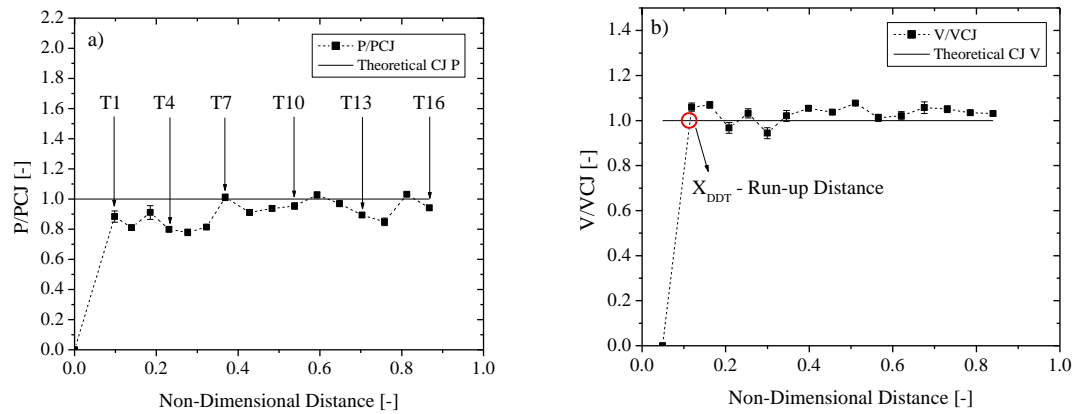 a)
P/PCJ
Theoretical CJ P
T1 T4 T7 T10 T13 T16
2.2
2.0
1.8
1.6
1.4
1.2
1.0
0.8
0.6
0.4
0.2
0.0
P/PCJ [-]
0.0 0.2 0.4 0.6 0.8 1.0
Non-Dimensional Distance [-]
b)
V/VCJ
Theoretical CJ V
1.4
1.2
1.0
0.8
0.6
0.4
0.2
0.0
V/VCJ [-]
X_DDT - Run-up Distance
0.0 0.2 0.4 0.6 0.8 1.0
Non-Dimensional Distance [-]